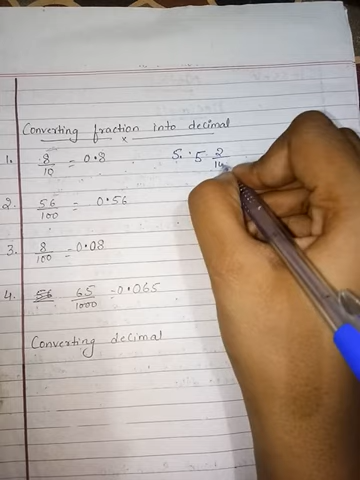 Converting fraction into decimal
1. 8/10 = 0.8
2. 56/100 = 0.56
3. 8/100 = 0.08
4. 65/1000 = 0.065
5. 5 2/10
Converting decimal